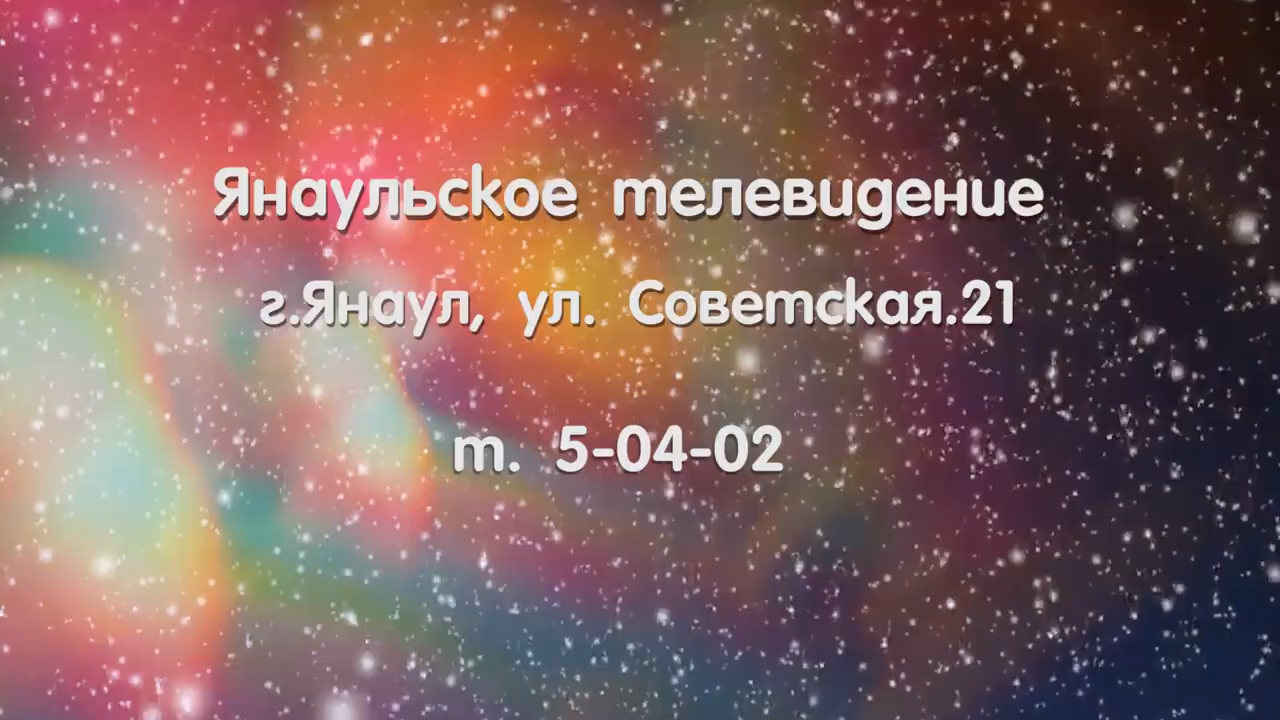 Янаульское телевидение
г.Янаул, ул. Советская.21
т. 5-04-02